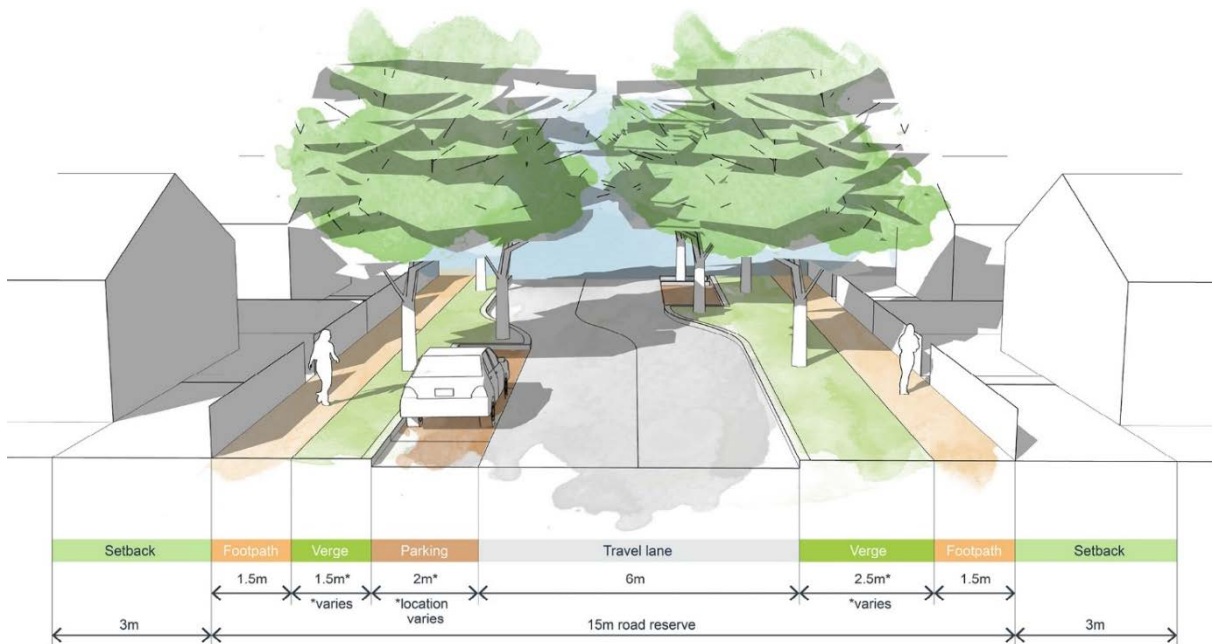 Setback
Footpath
Verge
Parking
Travel lane
Verge
Footpath
Setback
1.5m
1.5m*
2m*
6m
2.5m*
1.5m
*varies
*location
varies
*varies
3m
15m road reserve
3m